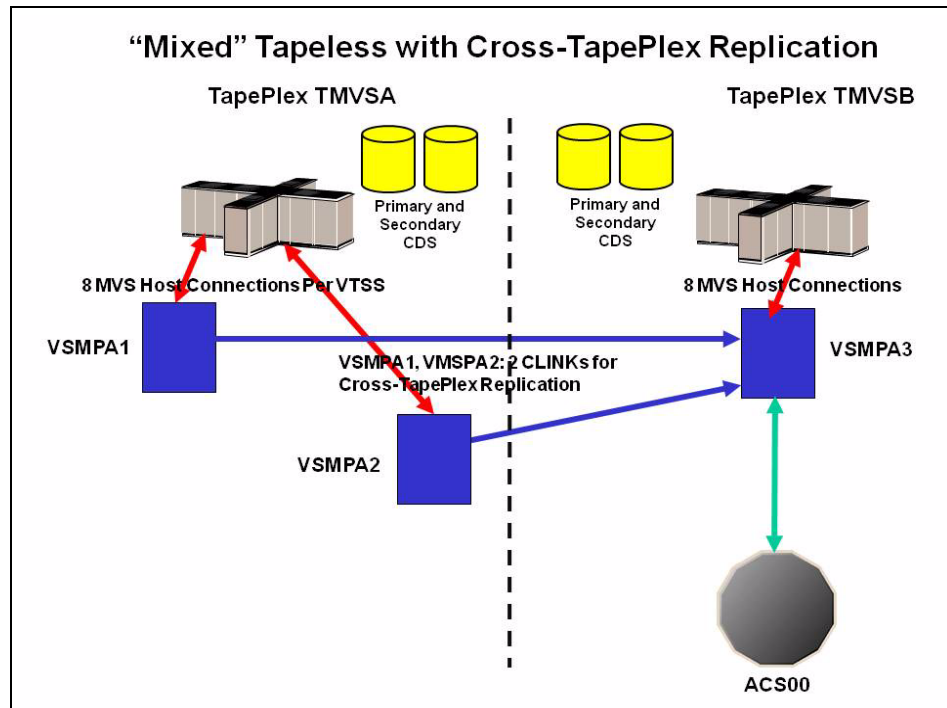 “Mixed” Tapeless with Cross-TapePlex Replication
TapePlex TMVSA
TapePlex TMVSB
Primary and
Secondary
CDS
Primary and
Secondary
CDS
8 MVS Host Connections Per VTSS
8 MVS Host Connections
VSMPA1
VSMPA3
VSMPA1, VMSPA2: 2 CLINKs for
Cross-TapePlex Replication
VSMPA2
ACS00